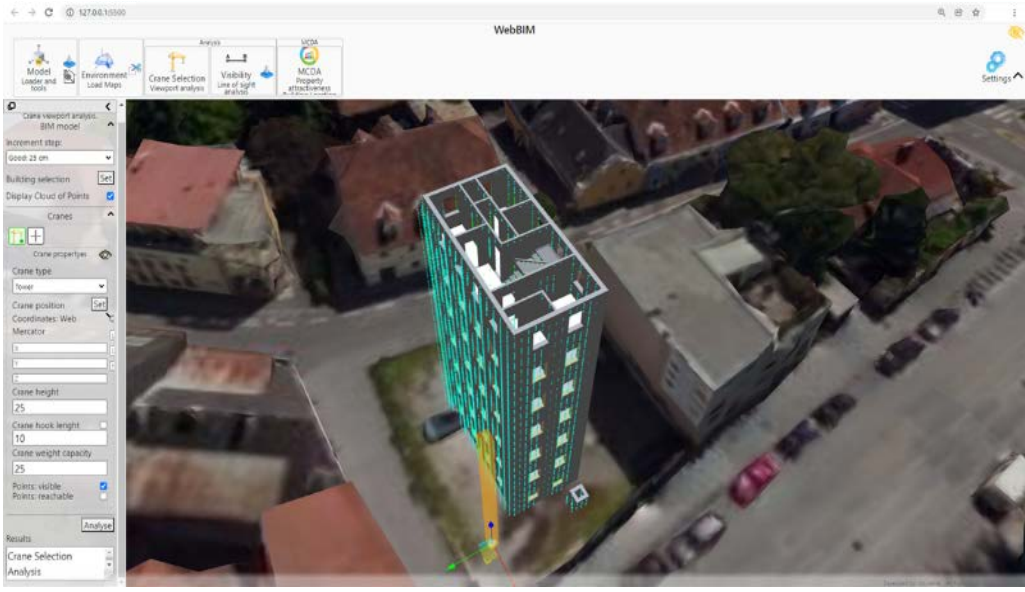 127.0.0.1:5500
WebBIM
Analysis
MCDA
Model
Loader and
tools
Environment
Load Maps
Crane Selection
Viewport analysis
Visibility
Line of sight
analysis
MCDA
Property
attractiveness
Settings
Crane viewport analysis.
BIM model
Increment step:
Good: 25 cm
Building selection Set
Display Cloud of Points
Cranes
Crane properties
Crane type
Tower
Crane position Set
Coordinates: Web
Mercator
X
Y
Z
Crane height
25
Crane hook lenght
10
Crane weight capacity
25
Points: visible
Points: reachable
Analyse
Results
Crane Selection
Analysis